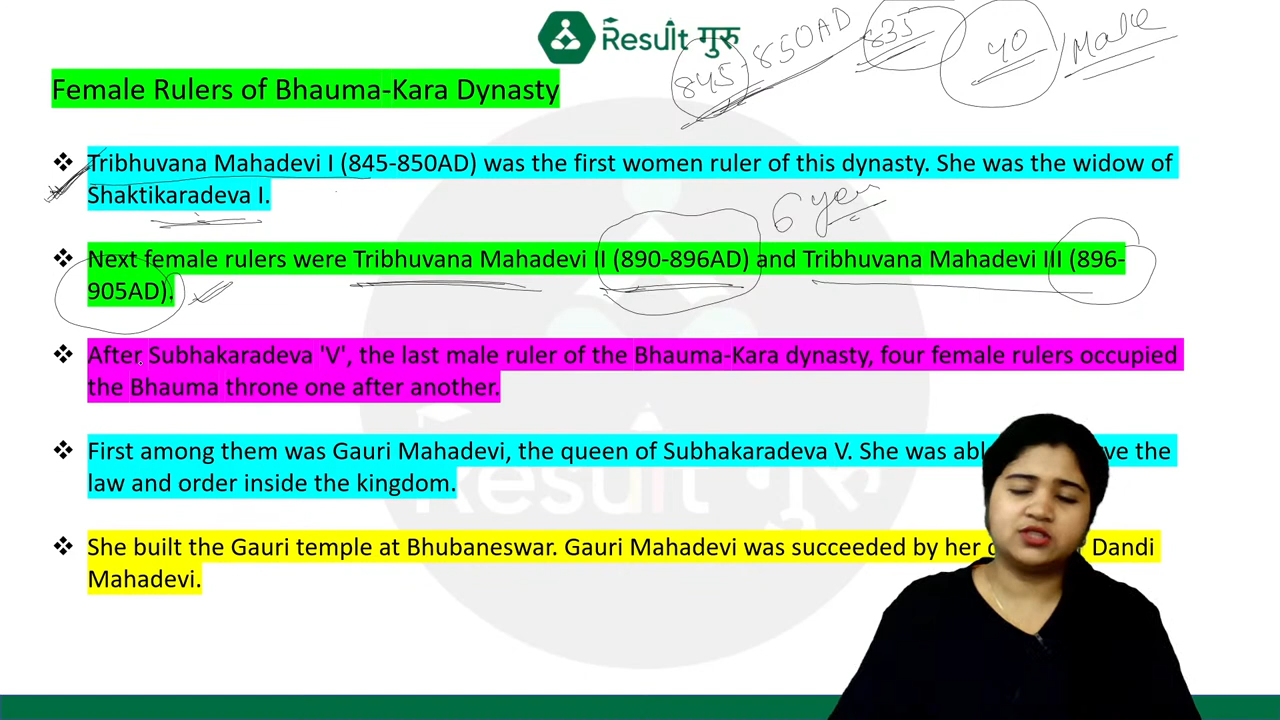 Result गुरु
845-850AD 835 40 Male
Female Rulers of Bhauma-Kara Dynasty
❖ Tribhuvana Mahadevi I (845-850AD) was the first women ruler of this dynasty. She was the widow of
Shaktikaradeva I.
6 year
❖ Next female rulers were Tribhuvana Mahadevi II (890-896AD) and Tribhuvana Mahadevi III (896-
905AD).
❖ After Subhakaradeva 'V', the last male ruler of the Bhauma-Kara dynasty, four female rulers occupied
the Bhauma throne one after another.
❖ First among them was Gauri Mahadevi, the queen of Subhakaradeva V. She was the
law and order inside the kingdom.
❖ She built the Gauri temple at Bhubaneswar. Gauri Mahadevi was succeeded by her Dandi
Mahadevi.
Result गुरु